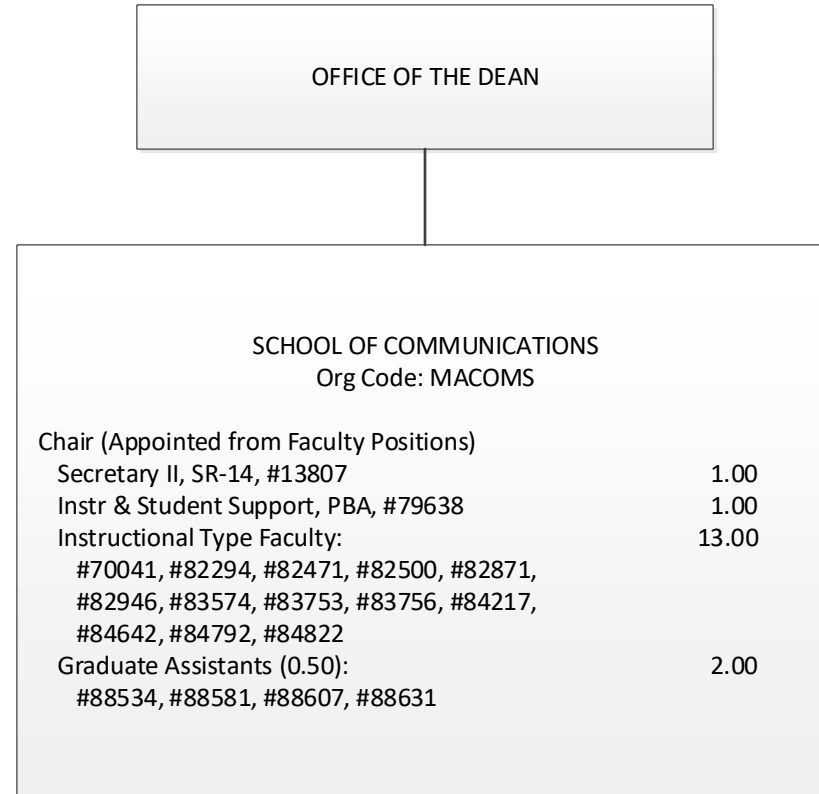 OFFICE OF THE DEAN
SCHOOL OF COMMUNICATIONS
Org Code: MACOMS
Chair (Appointed from Faculty Positions)
Secretary II, SR-14, #13807 1.00
Instr & Student Support, PBA, #79638 1.00
Instructional Type Faculty: 13.00
#70041, #82294, #82471, #82500, #82871,
#82946, #83574, #83753, #83756, #84217,
#84642, #84792, #84822
Graduate Assistants (0.50): 2.00
#88534, #88581, #88607, #88631